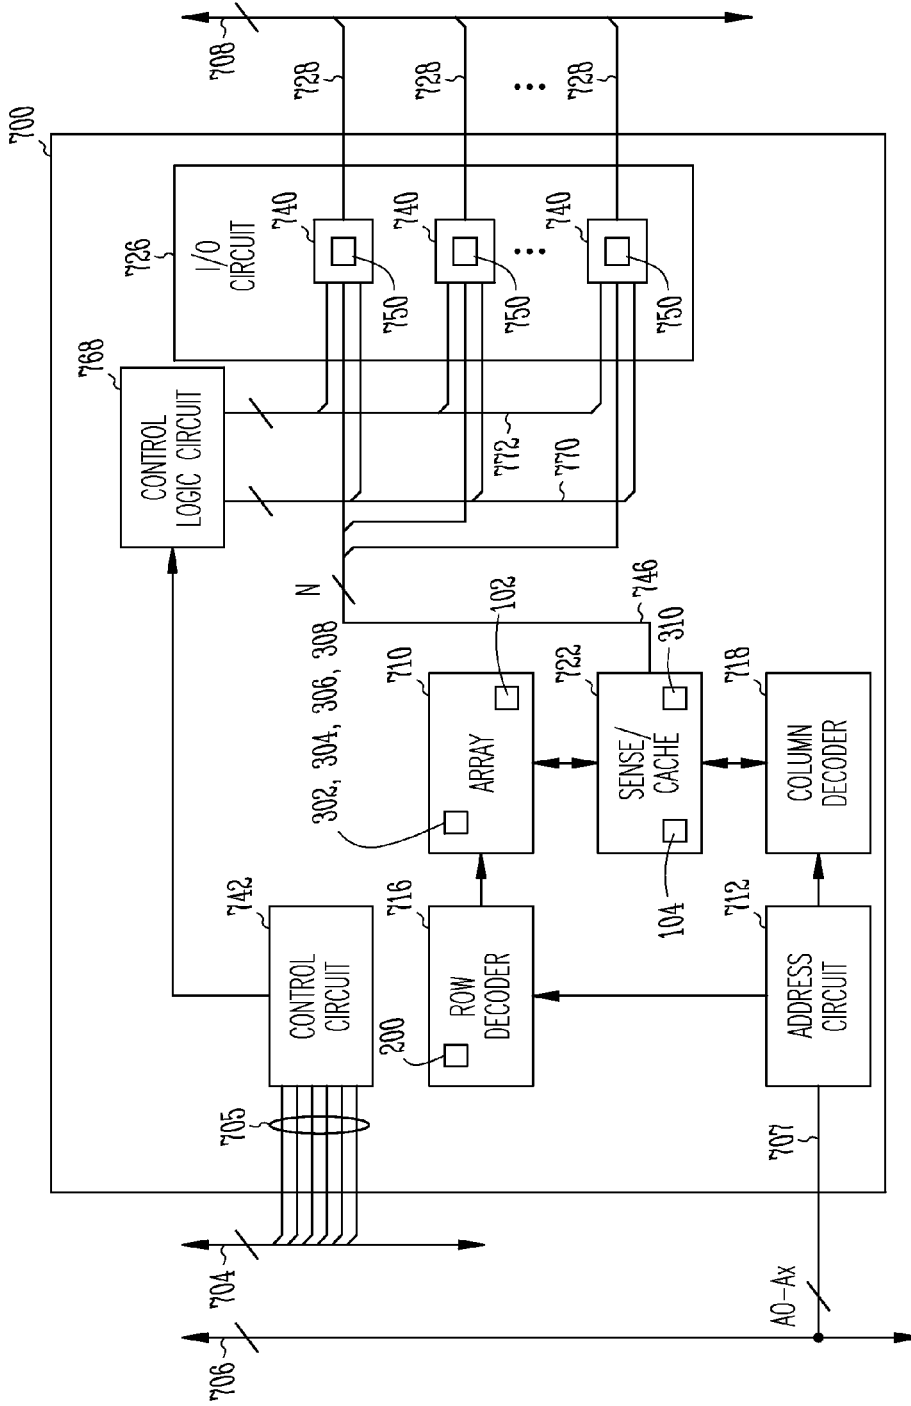 706
704
705
742
CONTROL
CIRCUIT
768
CONTROL
LOGIC CIRCUIT
726
I/O
CIRCUIT
700
708
728
728
728
740
740
740
750
750
750
772
770
N
746
302, 304, 306, 308
710
102
ARRAY
716
200
ROW
DECODER
722
310
SENSE/
CACHE
104
718
COLUMN
DECODER
712
ADDRESS
CIRCUIT
707
A0-Ax